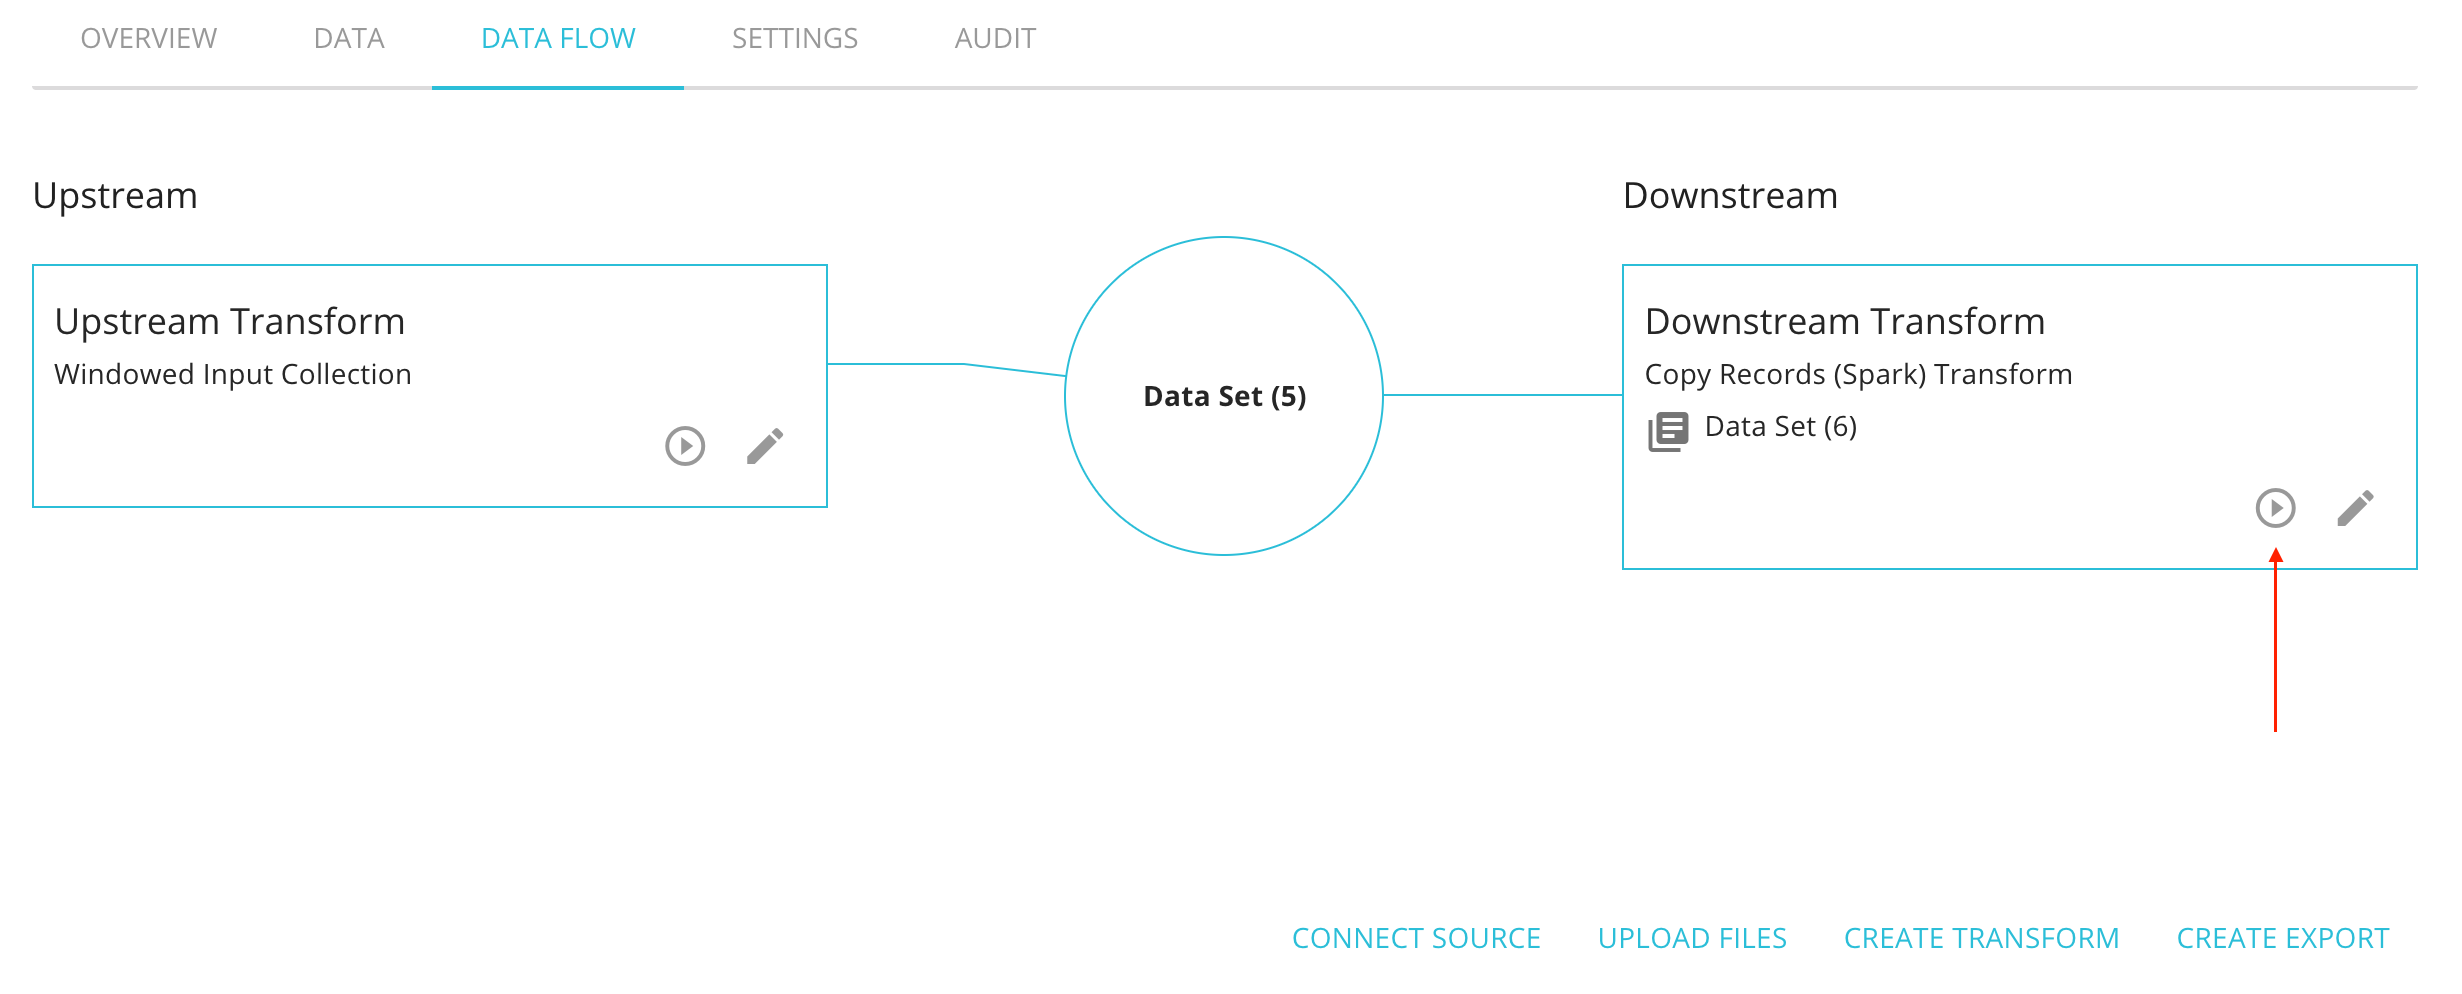 OVERVIEW DATA DATA FLOW SETTINGS AUDIT
Upstream
Downstream
Upstream Transform
Windowed Input Collection
Data Set (5)
Downstream Transform
Copy Records (Spark) Transform
Data Set (6)
CONNECT SOURCE UPLOAD FILES CREATE TRANSFORM CREATE EXPORT